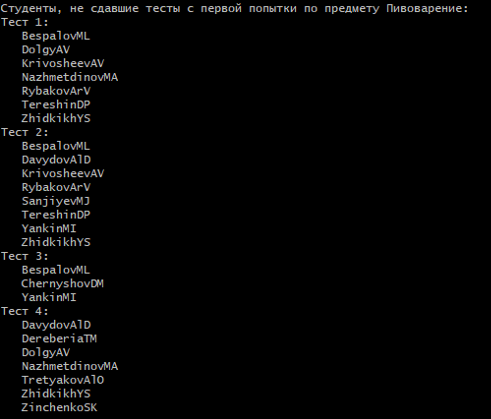 Студенты, не сдавшие тесты с первой попытки по предмету Пивоварение:
Тест 1:
BespalovML
DolgyAV
KrivosheevAV
NazhmetdinovMA
RybakovArV
TereshinDP
ZhidkikhYS
Тест 2:
BespalovML
DavydovAlD
KrivosheevAV
RybakovArV
SanjiyevMJ
TereshinDP
YankinMI
ZhidkikhYS
Тест 3:
BespalovML
ChernyshovDM
YankinMI
Тест 4:
DavydovAlD
DereberiaTM
DolgyAV
NazhmetdinovMA
TretyakovAlO
ZhidkikhYS
ZinchenkoSK